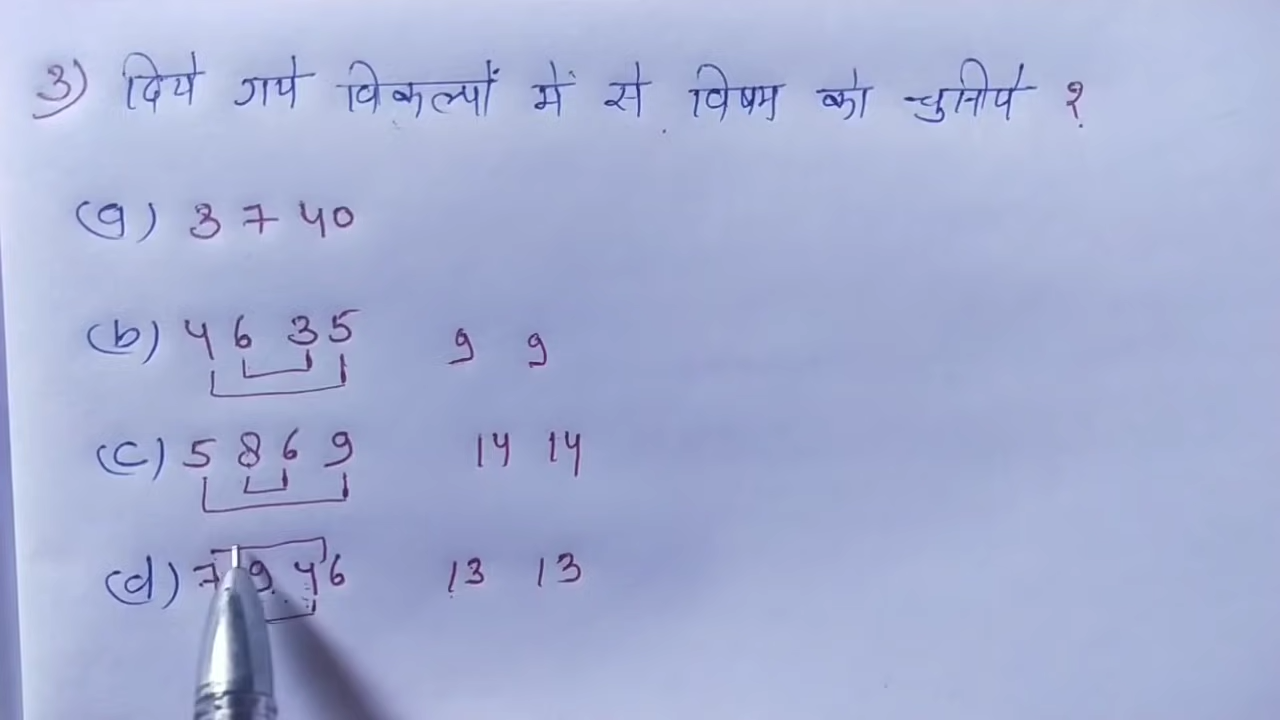 3) दिये गये विकल्पों में से विषम को चुनिये ?
(a) 3 7 4 0
(b) 4 6 3 5 9 9
(c) 5 8 6 9 14 14
(d) 7 9 4 6 13 13